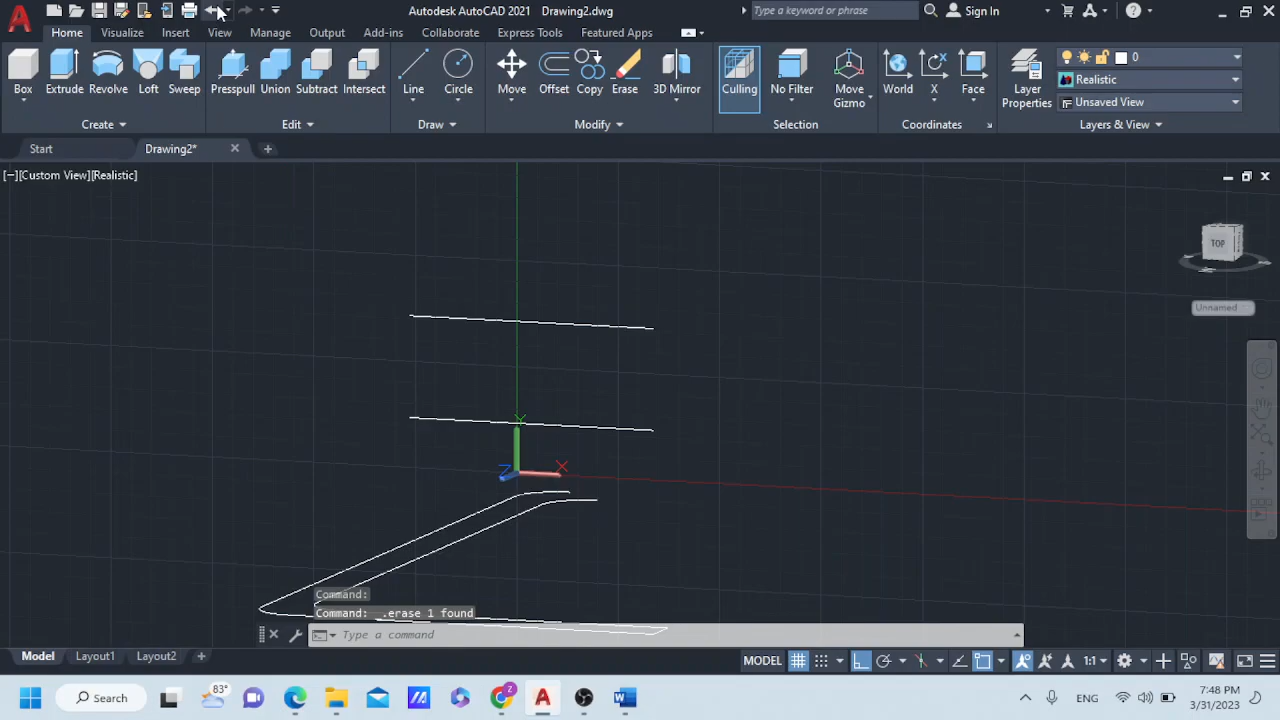 Autodesk AutoCAD 2021 Drawing2.dwg
Type a keyword or phrase
Sign In
Home Visualize Insert View Manage Output Add-ins Collaborate Express Tools Featured Apps
Box Extrude Revolve Loft Sweep
Presspull Union Subtract Intersect
Line Circle
Move Offset Copy Erase 3D Mirror
Culling No Filter Move Gizmo
World X Face
Layer Properties
0
Realistic
Unsaved View
Create Edit Draw Modify Selection Coordinates Layers & View
Start Drawing2*
[−][Custom View][Realistic]
TOP
Unnamed
Y
X
Z
Command:
Command: _.erase 1 found
Type a command
Model Layout1 Layout2
MODEL
1:1
Search
83°
ENG
7:48 PM
3/31/2023